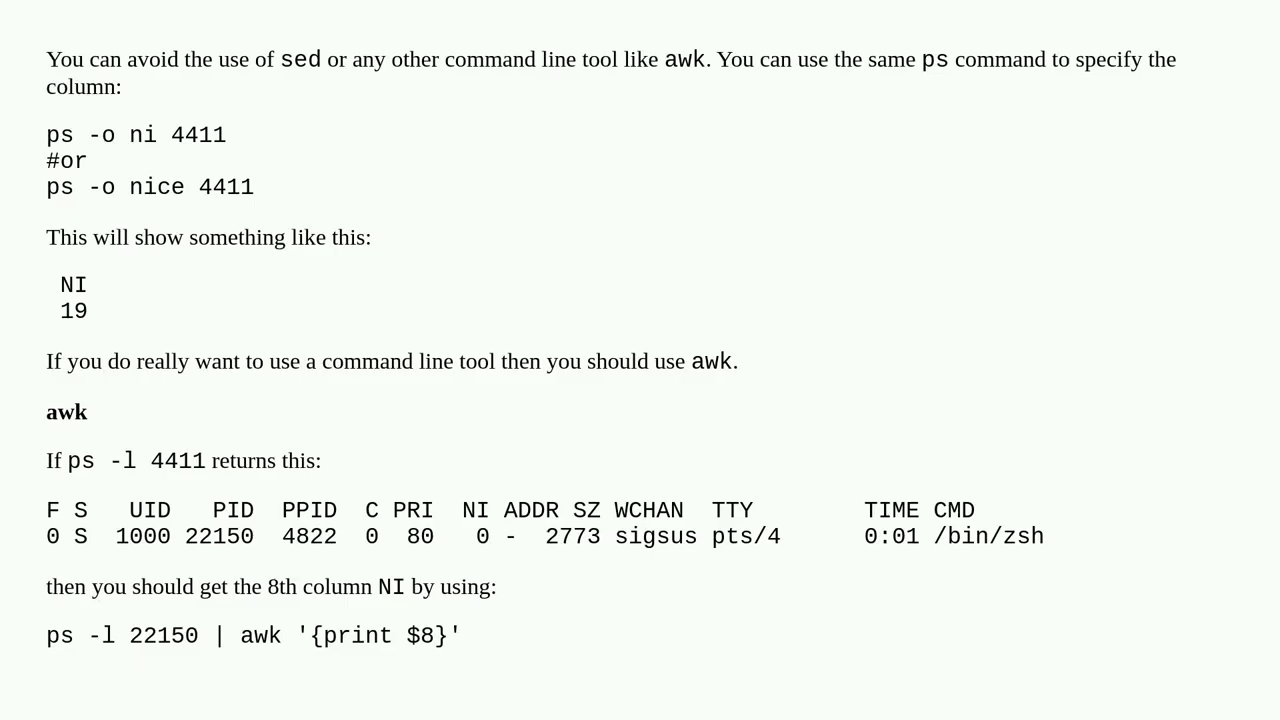 You can avoid the use of sed or any other command line tool like awk. You can use the same ps command to specify the
column:
ps -o ni 4411
#or
ps -o nice 4411
This will show something like this:
NI
19
If you do really want to use a command line tool then you should use awk.
awk
If ps -l 4411 returns this:
F S   UID   PID  PPID  C PRI  NI ADDR SZ WCHAN  TTY        TIME CMD
0 S  1000 22150  4822  0  80   0 -  2773 sigsus pts/4      0:01 /bin/zsh
then you should get the 8th column NI by using:
ps -l 22150 | awk '{print $8}'